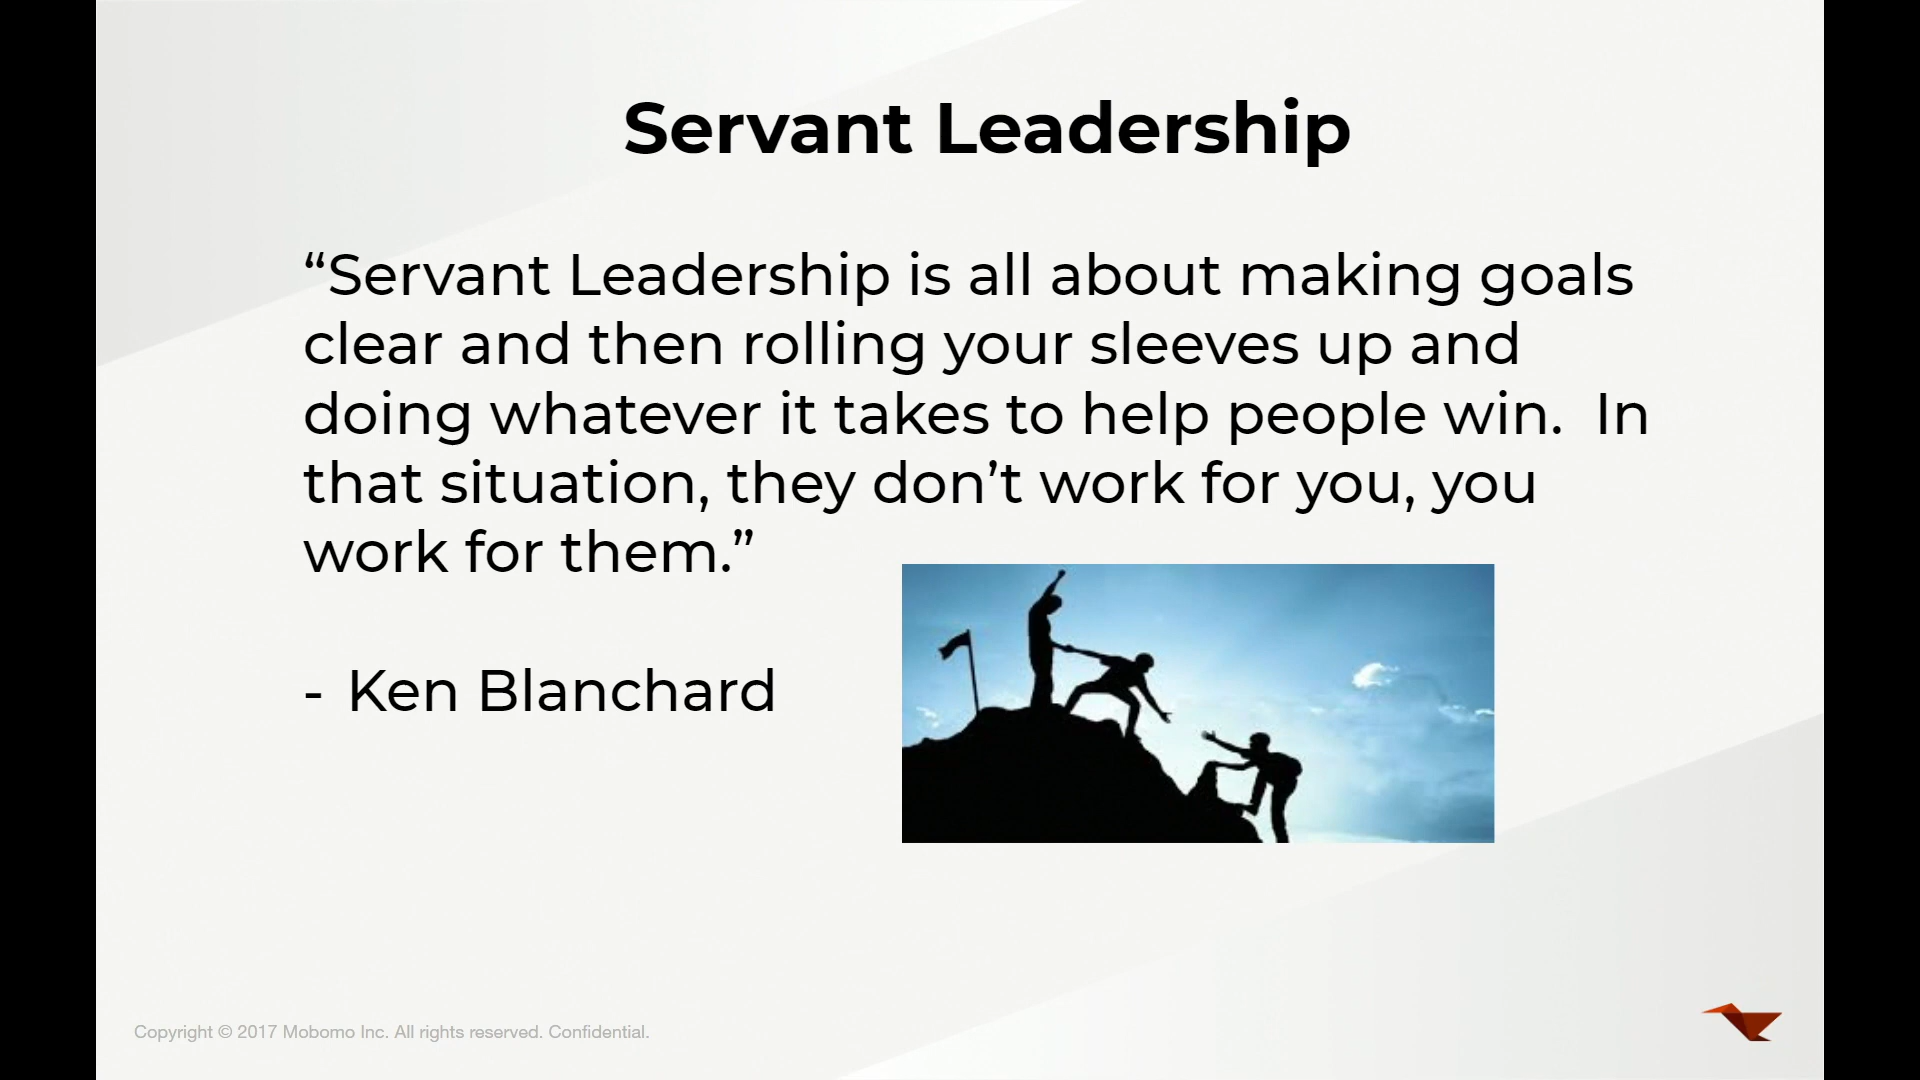 Servant Leadership
“Servant Leadership is all about making goals
clear and then rolling your sleeves up and
doing whatever it takes to help people win.  In
that situation, they don’t work for you, you
work for them.”
- Ken Blanchard
Copyright © 2017 Mobomo Inc. All rights reserved. Confidential.